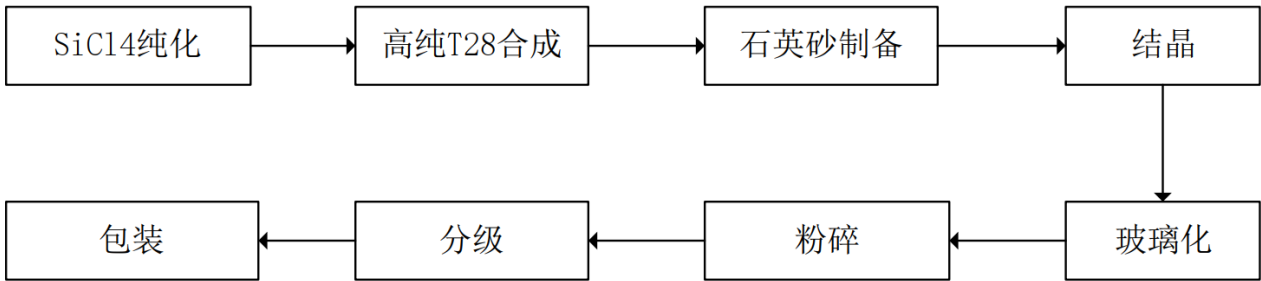 SiCl4纯化
高纯T28合成
石英砂制备
结晶
玻璃化
粉碎
分级
包装